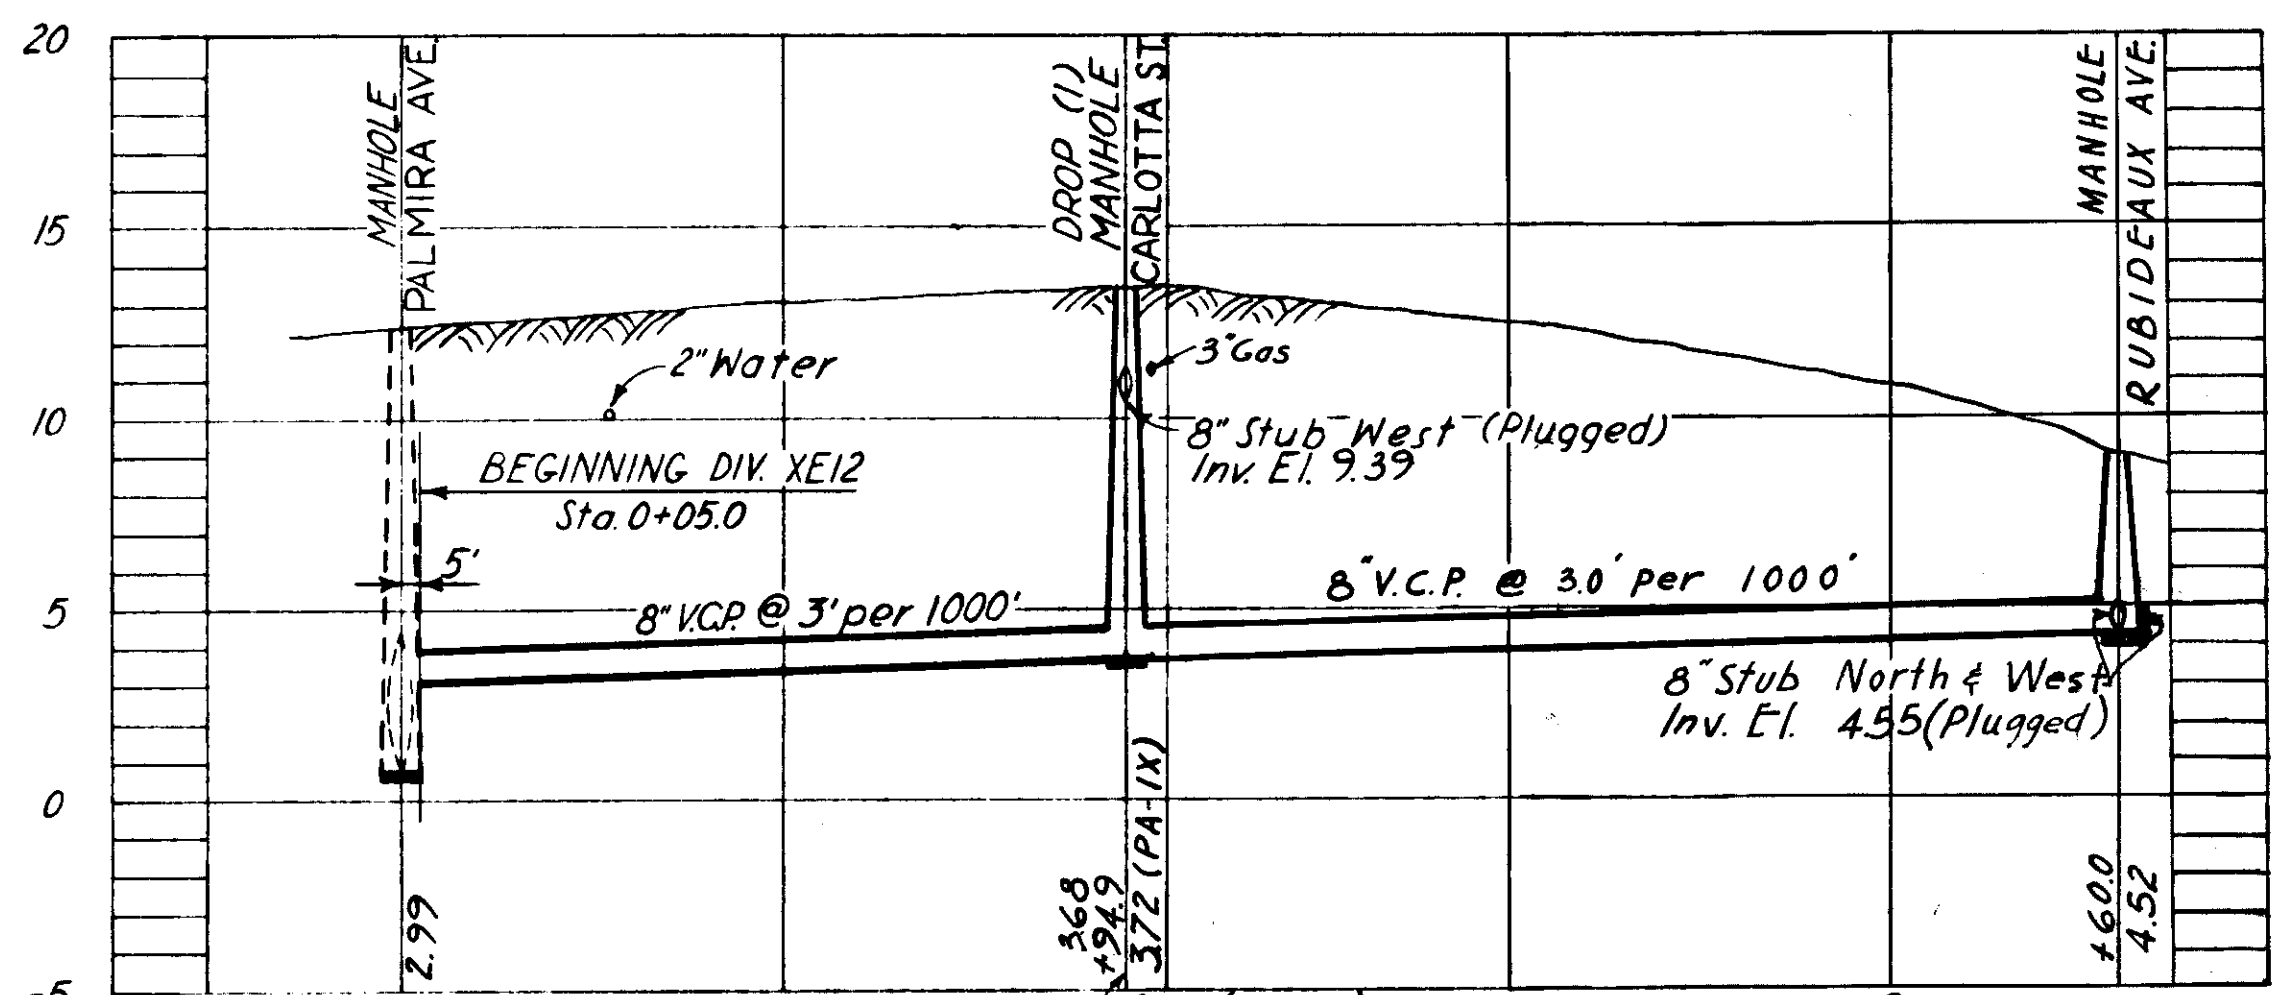 20
15
10
5
0
-5
MANHOLE
PALMIRA AVE.
DROP (1)
MANHOLE
CARLOTTA ST.
MANHOLE
RUBIDEAUX AVE.
2" Water
3" Gas
8" Stub West (Plugged)
Inv. El. 9.39
BEGINNING DIV. XE12
Sta. 0+05.0
5'
8" V.C.P. @ 3' per 1000'
8" V.C.P. @ 3.0' per 1000'
8" Stub North & West
Inv. El. 4.55 (Plugged)
2.99
3.68
+94.9
3.72 (PA-IX)
+60.0
4.52